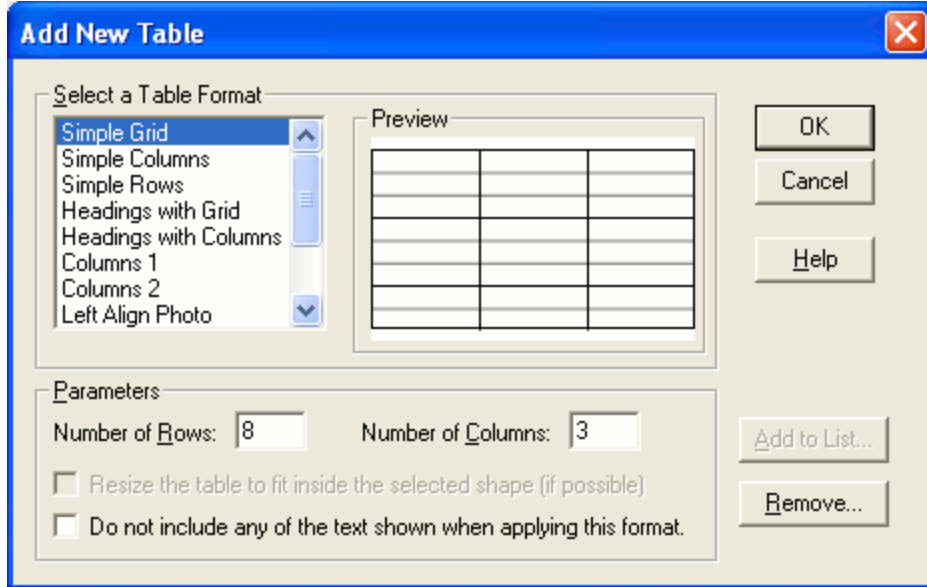 Add New Table
Select a Table Format
Simple Grid
Simple Columns
Simple Rows
Headings with Grid
Headings with Columns
Columns 1
Columns 2
Left Align Photo
Preview
OK
Cancel
Help
Parameters
Number of Rows: 8 Number of Columns: 3
Resize the table to fit inside the selected shape (if possible)
Do not include any of the text shown when applying this format.
Add to List...
Remove...